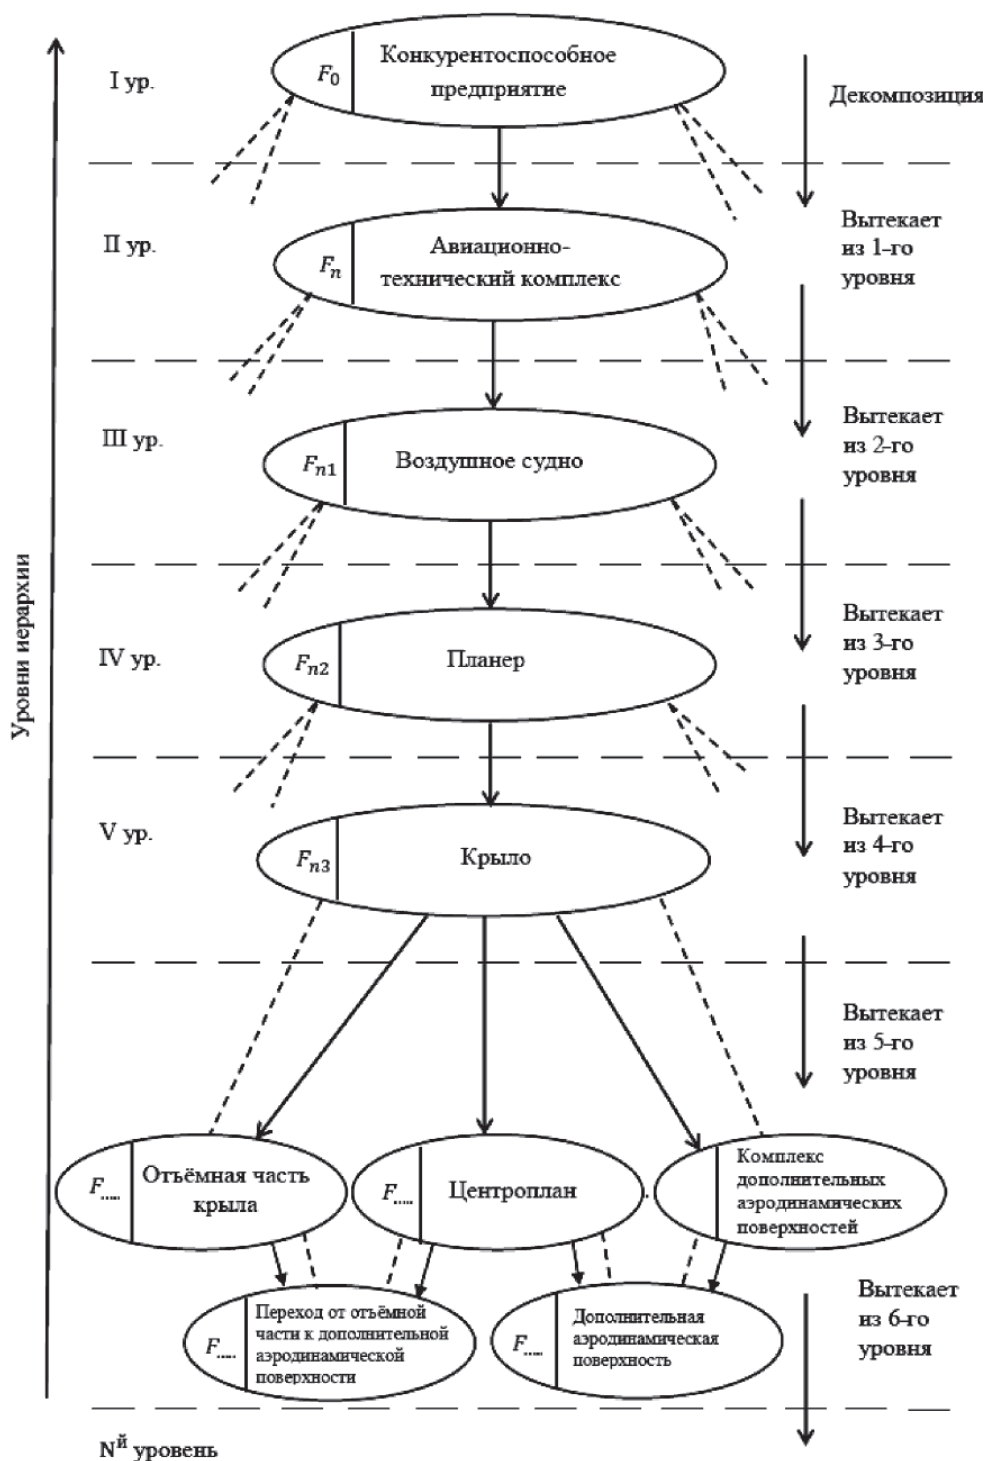 Уровни иерархии
I ур.
F0
Конкурентоспособное
предприятие
Декомпозиция
II ур.
Fn
Авиационно-
технический комплекс
Вытекает
из 1-го
уровня
III ур.
Fn1
Воздушное судно
Вытекает
из 2-го
уровня
IV ур.
Fn2
Планер
Вытекает
из 3-го
уровня
V ур.
Fn3
Крыло
Вытекает
из 4-го
уровня
Вытекает
из 5-го
уровня
F.....
Отъёмная часть
крыла
F.....
Центроплан
Комплекс
дополнительных
аэродинамических
поверхностей
F.....
Переход от отъёмной
части к дополнительной
аэродинамической
поверхности
F.....
Дополнительная
аэродинамическая
поверхность
Вытекает
из 6-го
уровня
Nй уровень